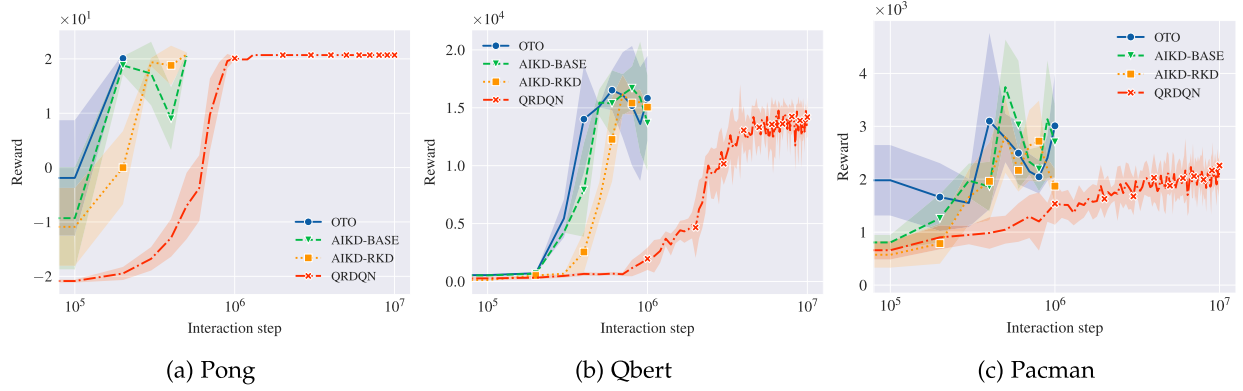 ×10¹
2
1
0
−1
−2
Reward
10⁵
10⁶
10⁷
Interaction step
OTO
AIKD-BASE
AIKD-RKD
QRDQN
(a) Pong
×10⁴
2.0
1.5
1.0
0.5
0.0
Reward
10⁵
10⁶
10⁷
Interaction step
OTO
AIKD-BASE
AIKD-RKD
QRDQN
(b) Qbert
×10³
4
3
2
1
0
Reward
10⁵
10⁶
10⁷
Interaction step
OTO
AIKD-BASE
AIKD-RKD
QRDQN
(c) Pacman